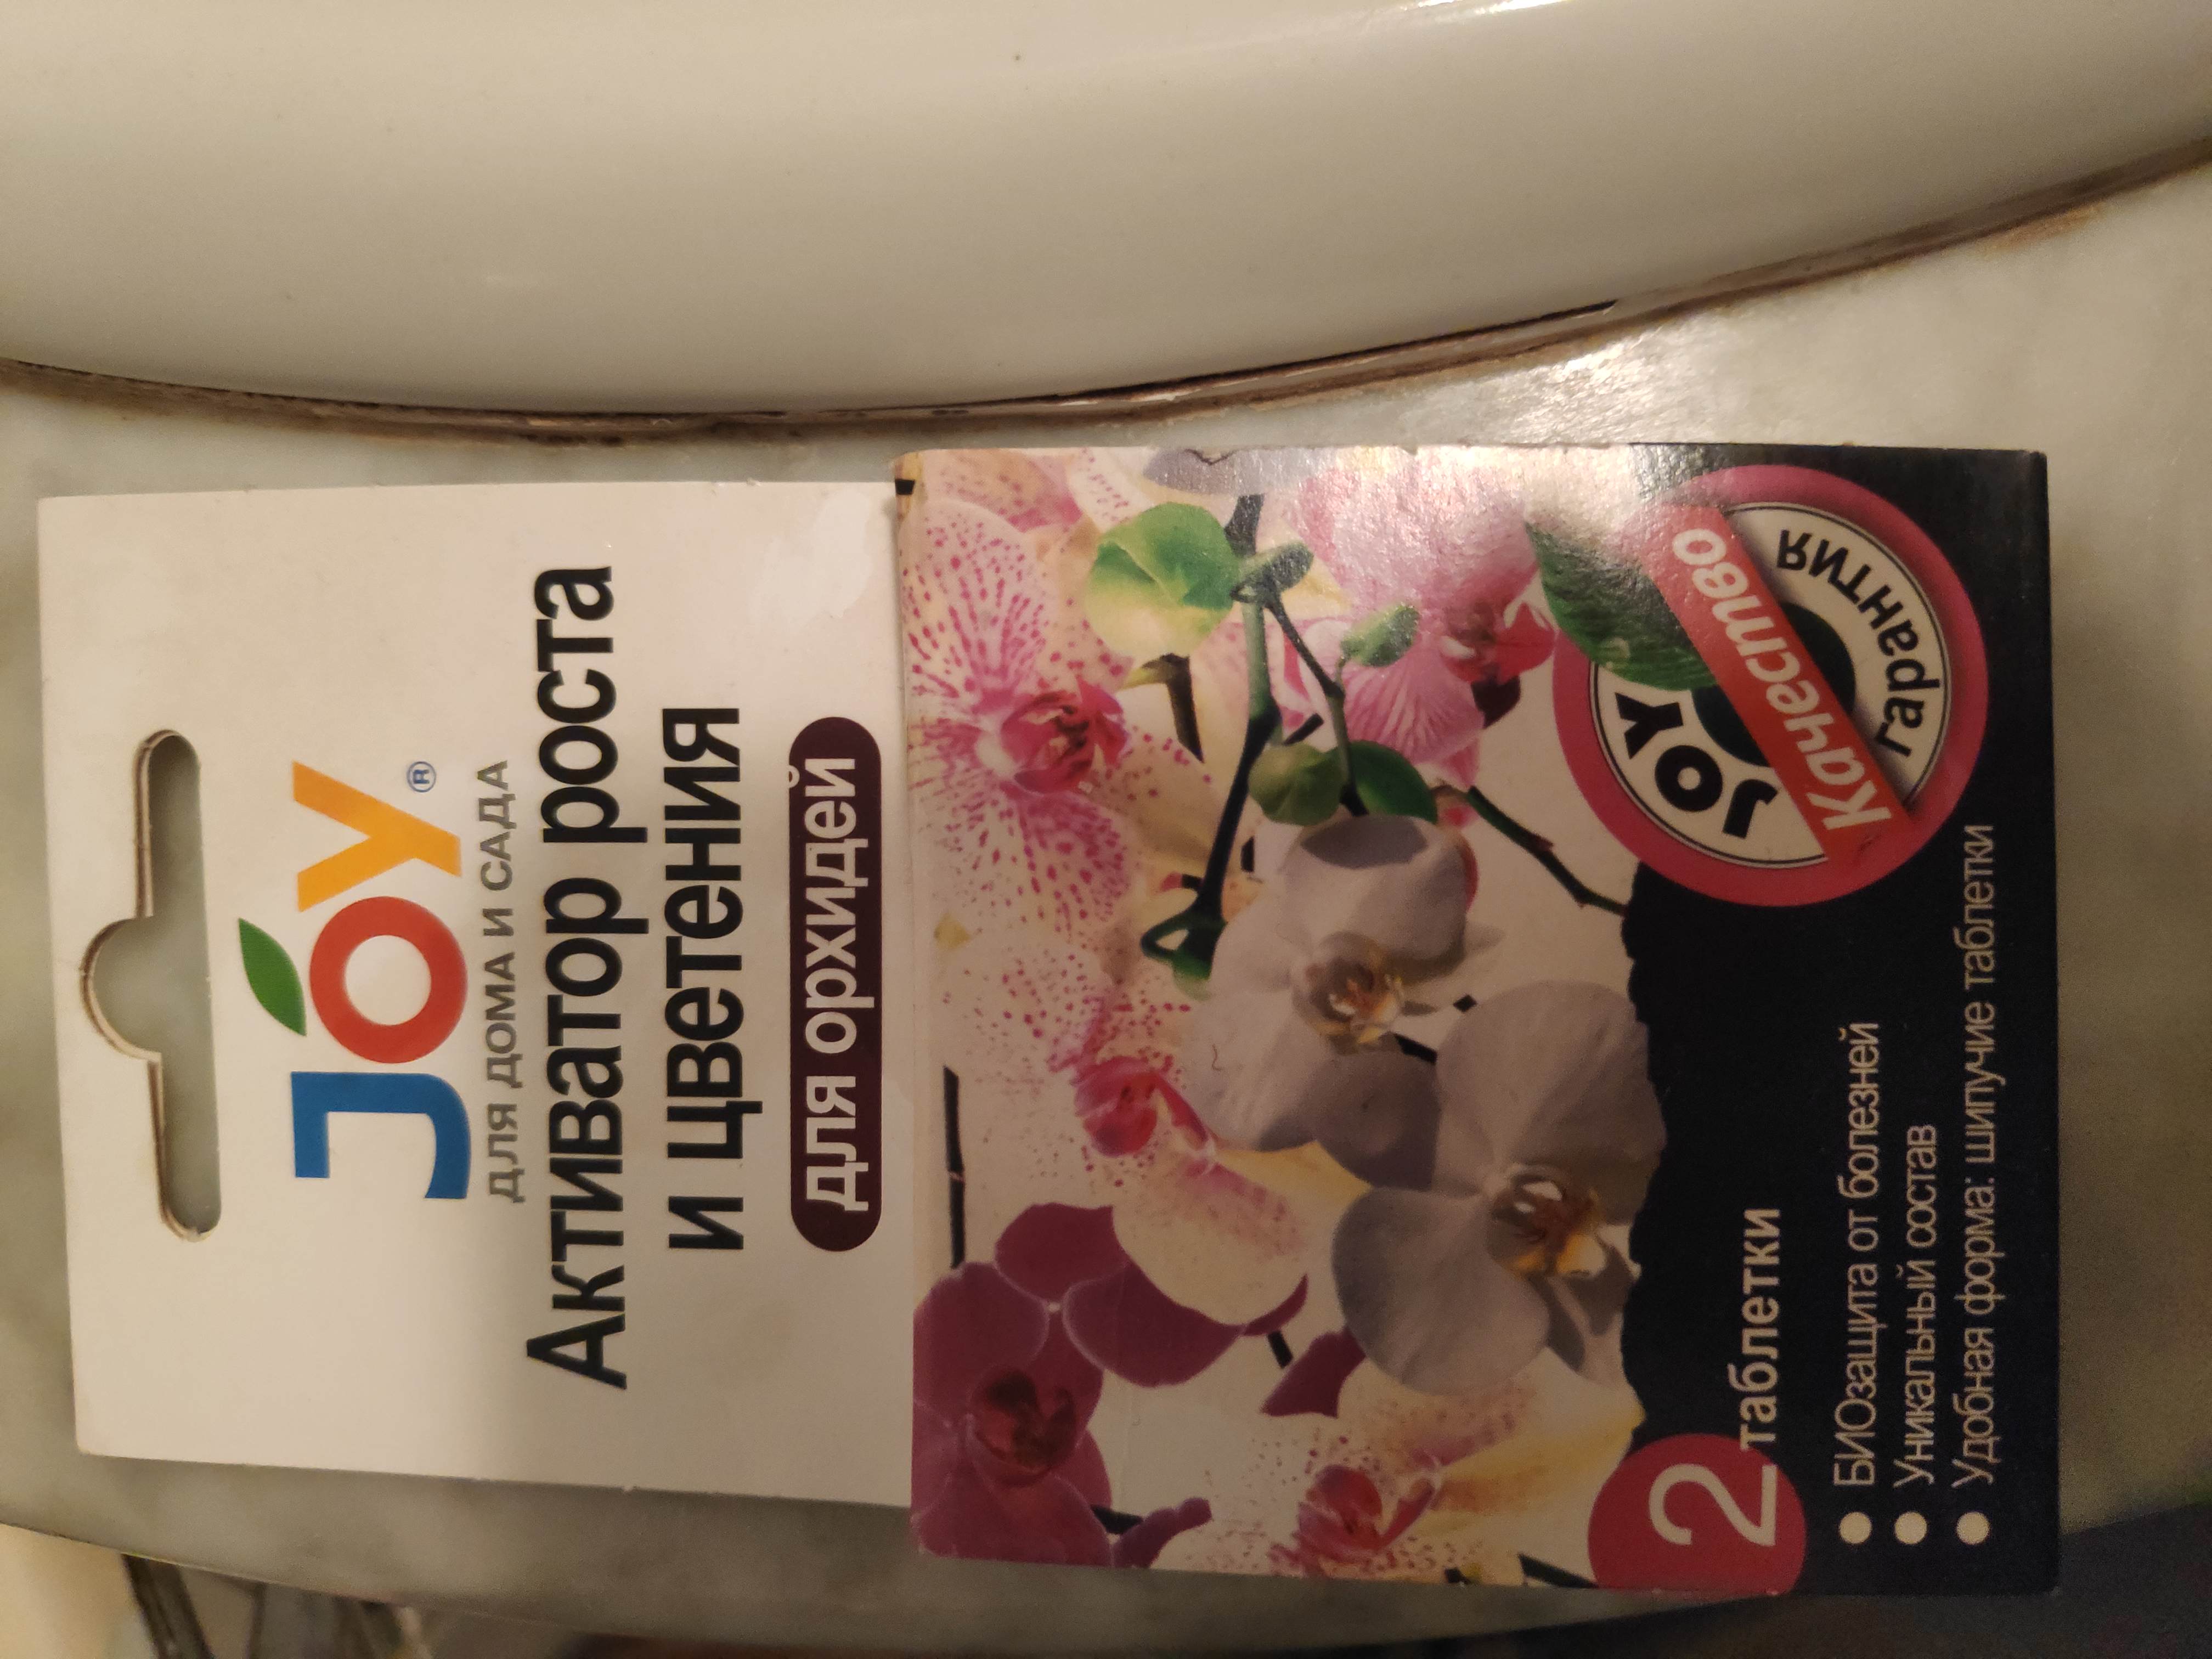 JOY®
ДЛЯ ДОМА И САДА
Активатор роста
и цветения
для орхидей
JOY
Качество
гарантия
2 таблетки
• БИОзащита от болезней
• Уникальный состав
• Удобная форма: шипучие таблетки